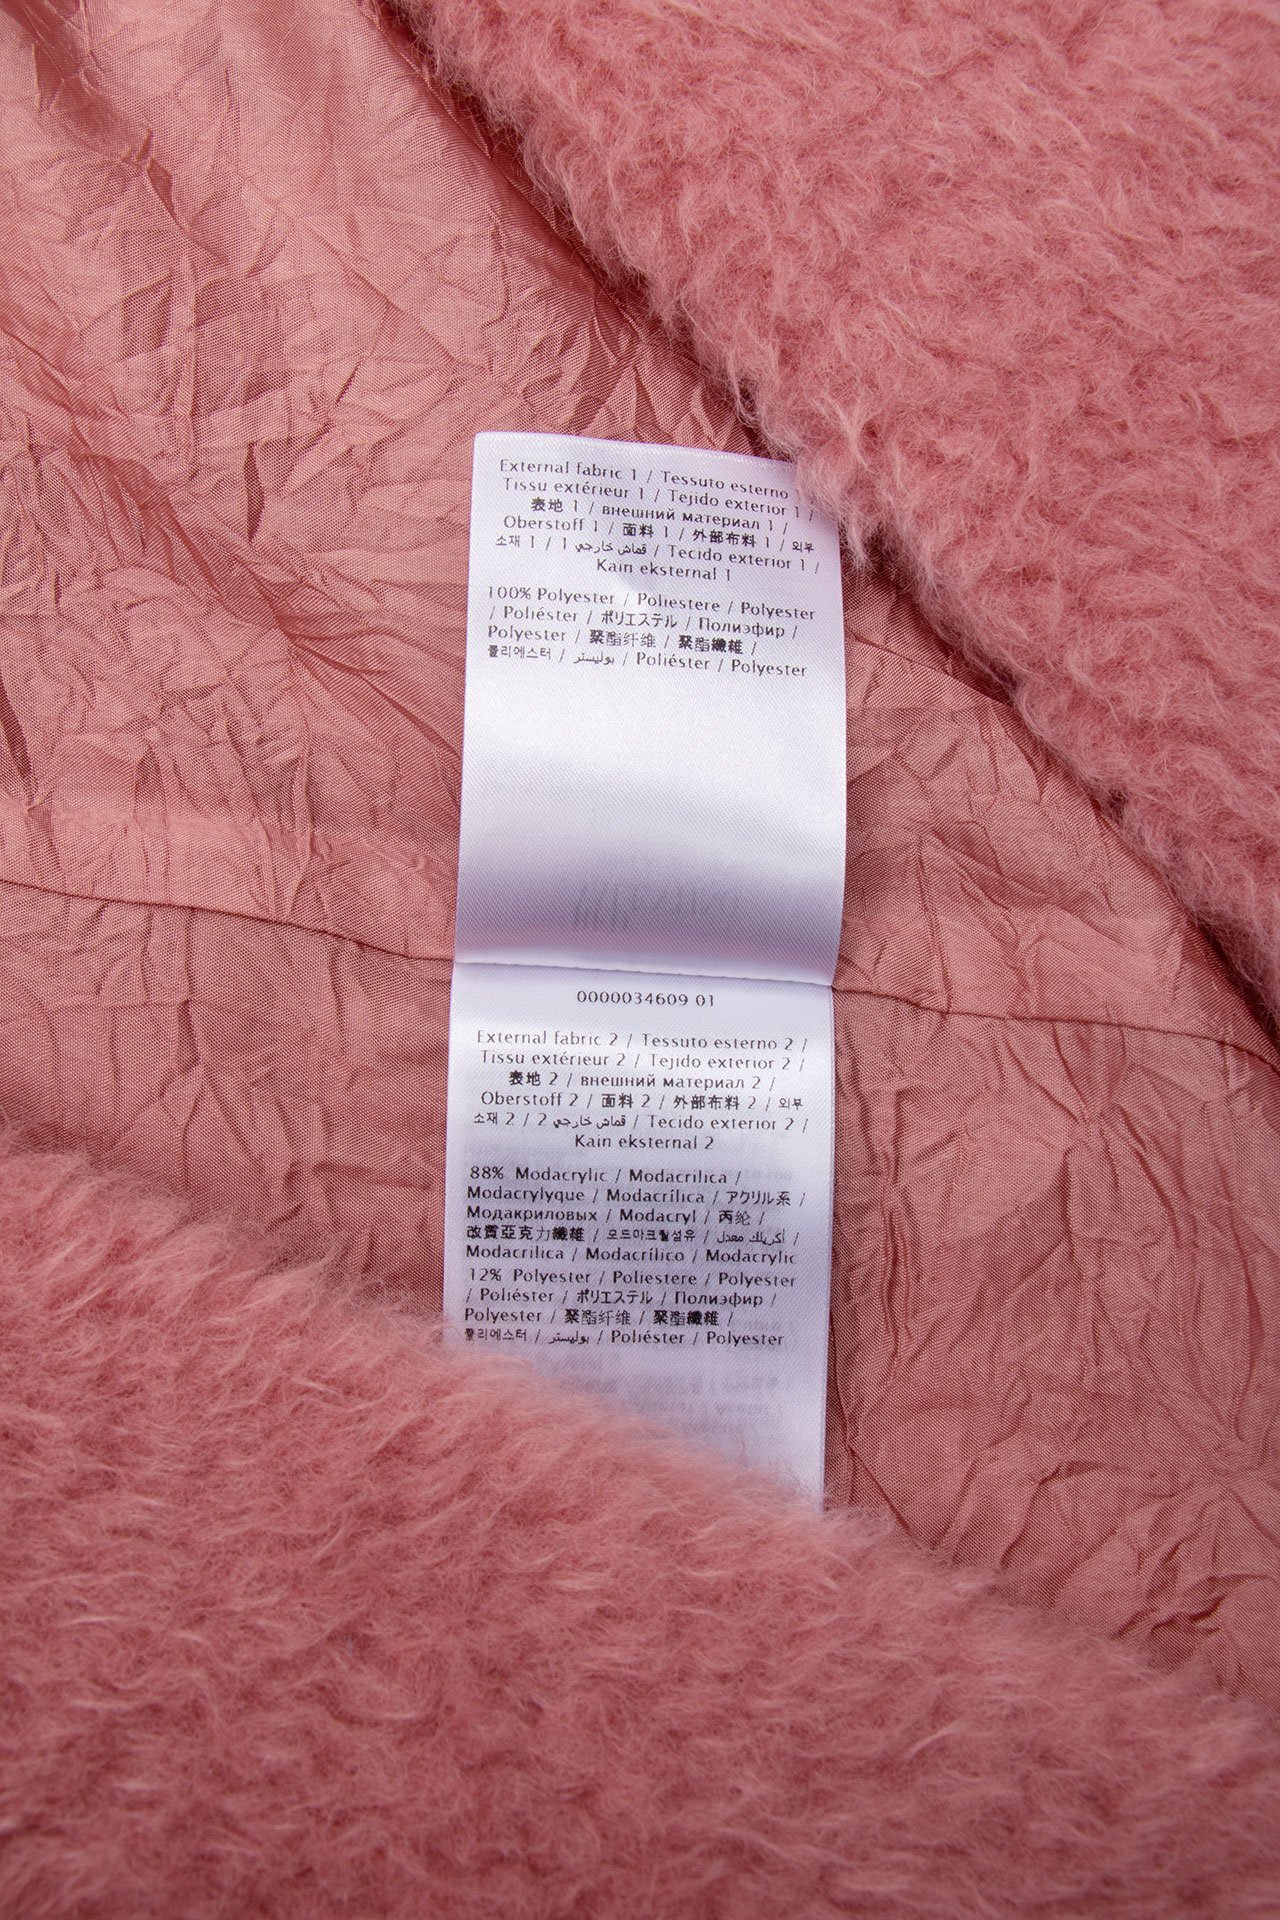 External fabric 1 / Tessuto esterno 1
Tissu extérieur 1 / Tejido exterior 1 /
表地 1 / внешний материал 1 /
Oberstoff 1 / 面料 1 / 外部布料 1 / 외부
소재 1 / قماش خارجي 1 / Tecido exterior 1 /
Kain eksternal 1
100% Polyester / Poliestere / Polyester
/ Poliéster / ポリエステル / Полиэфир /
Polyester / 聚酯纤维 / 聚酯纖維 /
폴리에스터 / بوليستر / Poliéster / Polyester
0000034609 01
External fabric 2 / Tessuto esterno 2 /
Tissu extérieur 2 / Tejido exterior 2 /
表地 2 / внешний материал 2 /
Oberstoff 2 / 面料 2 / 外部布料 2 / 외부
소재 2 / قماش خارجي 2 / Tecido exterior 2 /
Kain eksternal 2
88% Modacrylic / Modacrilica /
Modacrylyque / Modacrílica / アクリル系 /
Модакриловых / Modacryl / 丙纶 /
改質亞克力纖維 / 모드아크릴섬유 / أكريلك معدل /
Modacrilica / Modacrílico / Modacrylic
12% Polyester / Poliestere / Polyester
/ Poliéster / ポリエステル / Полиэфир /
Polyester / 聚酯纤维 / 聚酯纖維 /
폴리에스터 / بوليستر / Poliéster / Polyester